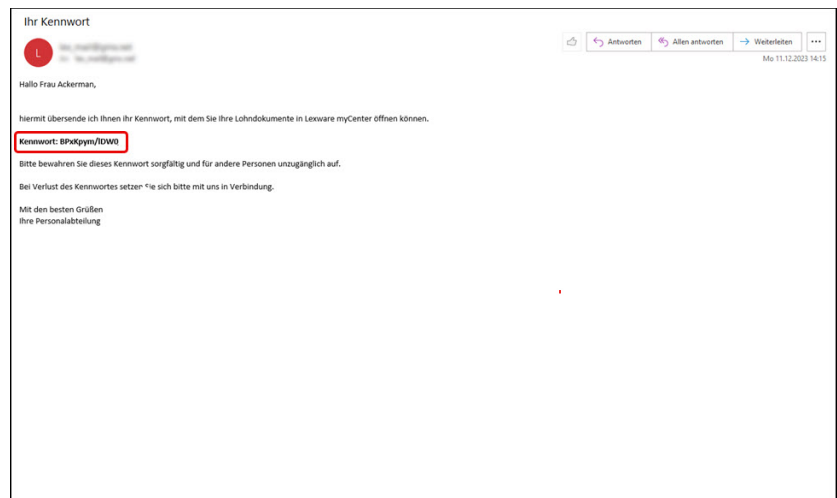 Ihr Kennwort
L
Antworten
Allen antworten
Weiterleiten
Mo 11.12.2023 14:15
Hallo Frau Ackerman,
hiermit übersende ich Ihnen ihr Kennwort, mit dem Sie Ihre Lohndokumente in Lexware myCenter öffnen können.
Kennwort: BPxKpym/lDW0
Bitte bewahren Sie dieses Kennwort sorgfältig und für andere Personen unzugänglich auf.
Bei Verlust des Kennwortes setzen Sie sich bitte mit uns in Verbindung.
Mit den besten Grüßen
Ihre Personalabteilung